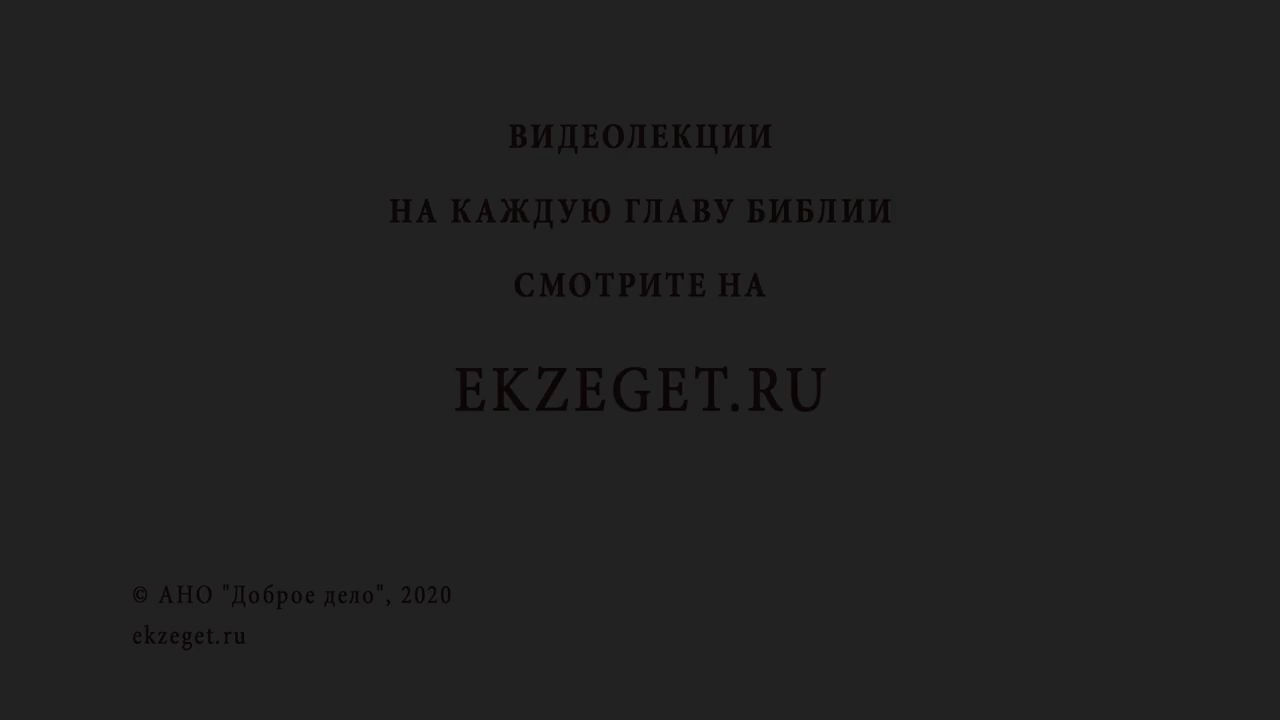 ВИДЕОЛЕКЦИИ
НА КАЖДУЮ ГЛАВУ БИБЛИИ
СМОТРИТЕ НА
EKZEGET.RU
© АНО "Доброе дело", 2020
ekzeget.ru